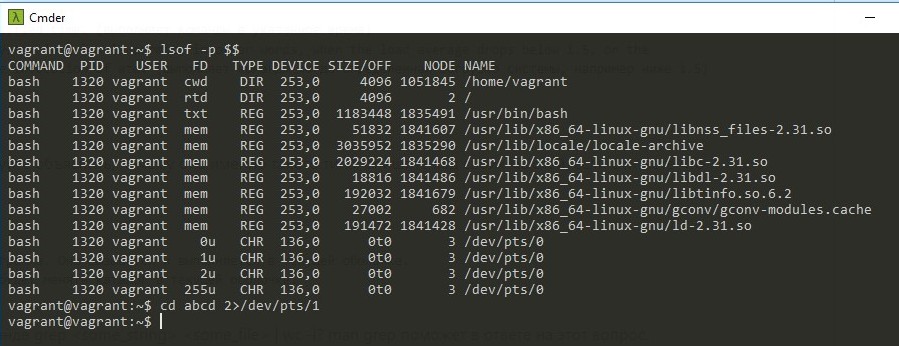 λ Cmder
vagrant@vagrant:~$ lsof -p $$
COMMAND PID USER FD TYPE DEVICE SIZE/OFF NODE NAME
bash 1320 vagrant cwd DIR 253,0 4096 1051845 /home/vagrant
bash 1320 vagrant rtd DIR 253,0 4096 2 /
bash 1320 vagrant txt REG 253,0 1183448 1835491 /usr/bin/bash
bash 1320 vagrant mem REG 253,0 51832 1841607 /usr/lib/x86_64-linux-gnu/libnss_files-2.31.so
bash 1320 vagrant mem REG 253,0 3035952 1835290 /usr/lib/locale/locale-archive
bash 1320 vagrant mem REG 253,0 2029224 1841468 /usr/lib/x86_64-linux-gnu/libc-2.31.so
bash 1320 vagrant mem REG 253,0 18816 1841486 /usr/lib/x86_64-linux-gnu/libdl-2.31.so
bash 1320 vagrant mem REG 253,0 192032 1841679 /usr/lib/x86_64-linux-gnu/libtinfo.so.6.2
bash 1320 vagrant mem REG 253,0 27002 682 /usr/lib/x86_64-linux-gnu/gconv/gconv-modules.cache
bash 1320 vagrant mem REG 253,0 191472 1841428 /usr/lib/x86_64-linux-gnu/ld-2.31.so
bash 1320 vagrant 0u CHR 136,0 0t0 3 /dev/pts/0
bash 1320 vagrant 1u CHR 136,0 0t0 3 /dev/pts/0
bash 1320 vagrant 2u CHR 136,0 0t0 3 /dev/pts/0
bash 1320 vagrant 255u CHR 136,0 0t0 3 /dev/pts/0
vagrant@vagrant:~$ cd abcd 2>/dev/pts/1
vagrant@vagrant:~$